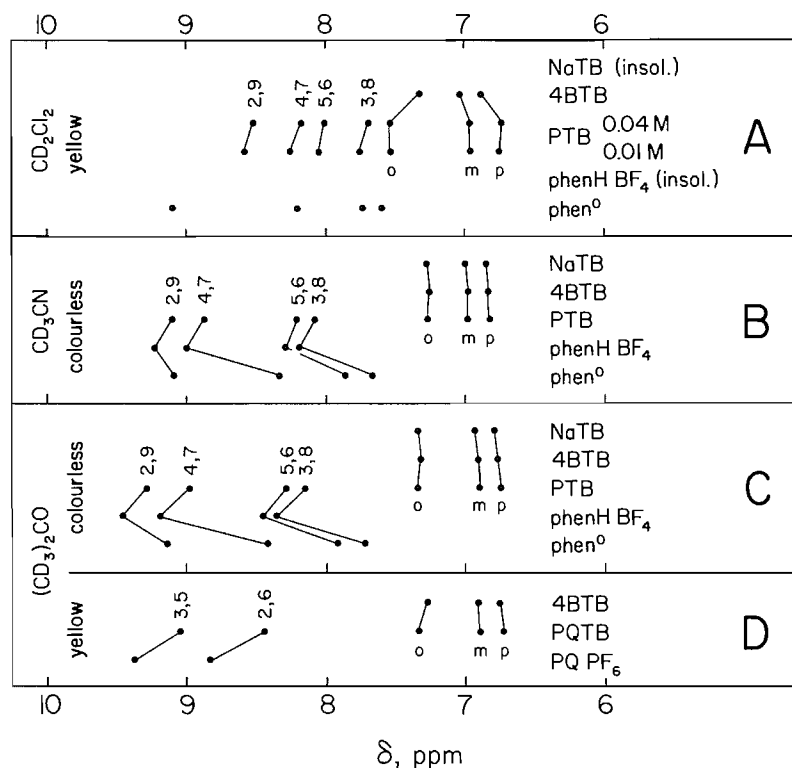 10 9 8 7 6
CD₂Cl₂
yellow
2,9 4,7 5,6 3,8
o m p
NaTB (insol.)
4BTB
PTB 0.04 M
0.01 M
phenH BF₄ (insol.)
phen⁰
A
CD₃CN
colourless
2,9 4,7 5,6 3,8
o m p
NaTB
4BTB
PTB
phenH BF₄
phen⁰
B
(CD₃)₂CO
colourless
2,9 4,7 5,6 3,8
o m p
NaTB
4BTB
PTB
phenH BF₄
phen⁰
C
yellow
3,5 2,6
o m p
4BTB
PQTB
PQ PF₆
D
10 9 8 7 6
δ, ppm